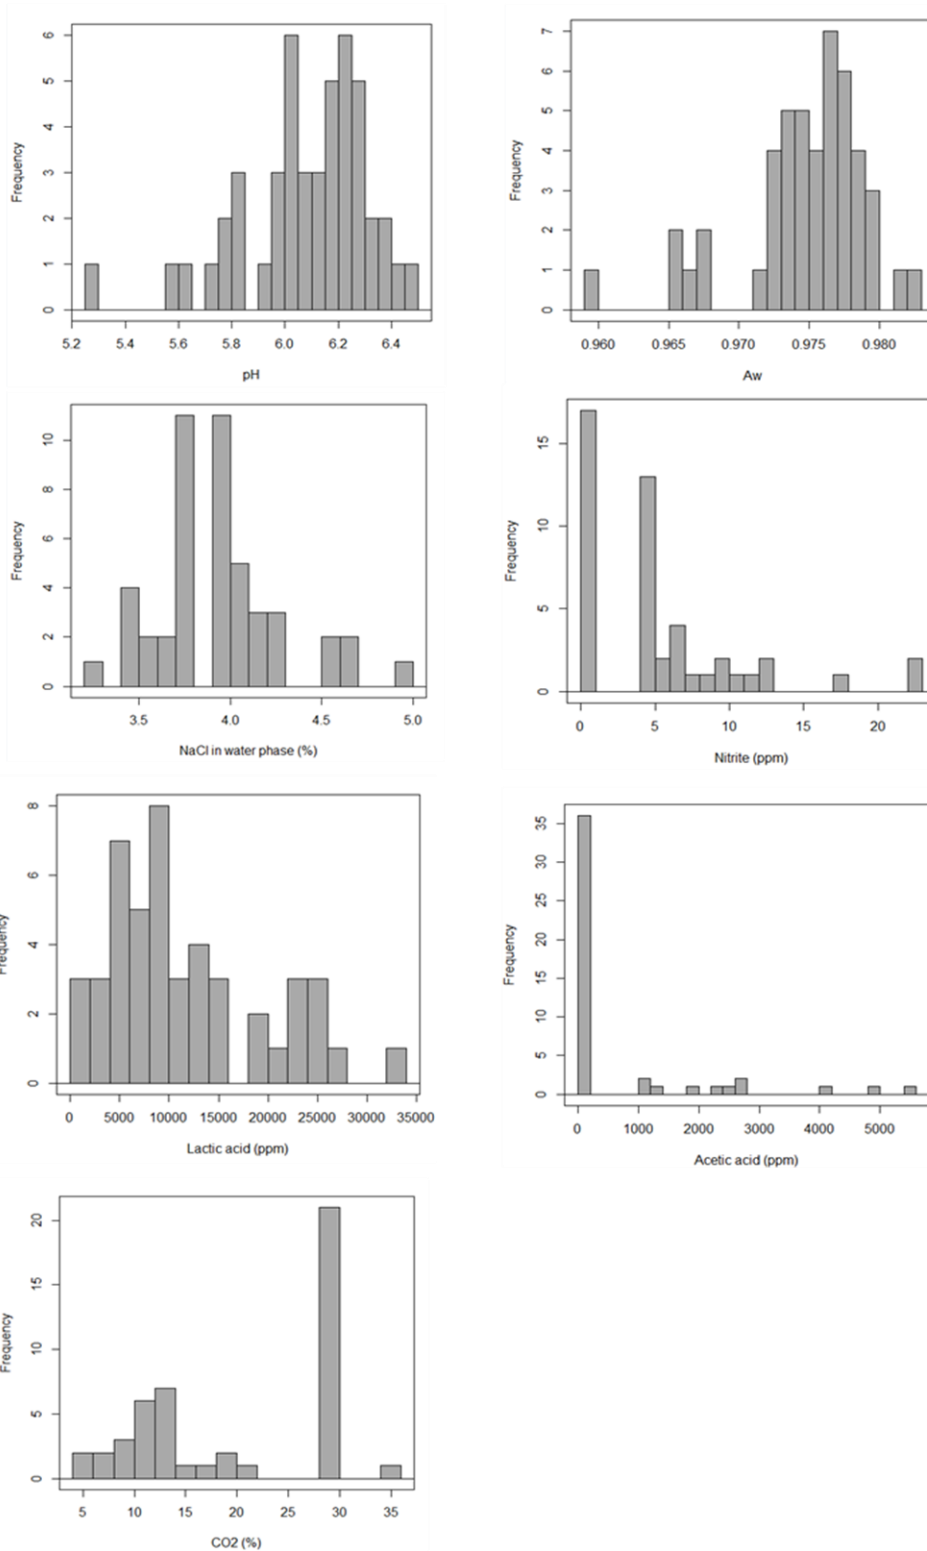 Frequency
0 1 2 3 4 5 6
5.2 5.4 5.6 5.8 6.0 6.2 6.4
pH
Frequency
0 1 2 3 4 5 6 7
0.960 0.965 0.970 0.975 0.980
Aw
Frequency
0 2 4 6 8 10
3.5 4.0 4.5 5.0
NaCl in water phase (%)
Frequency
0 5 10 15
0 5 10 15 20
Nitrite (ppm)
Frequency
0 2 4 6 8
0 5000 10000 15000 20000 25000 30000 35000
Lactic acid (ppm)
Frequency
0 5 10 15 20 25 30 35
0 1000 2000 3000 4000 5000
Acetic acid (ppm)
Frequency
0 5 10 15 20
5 10 15 20 25 30 35
CO2 (%)